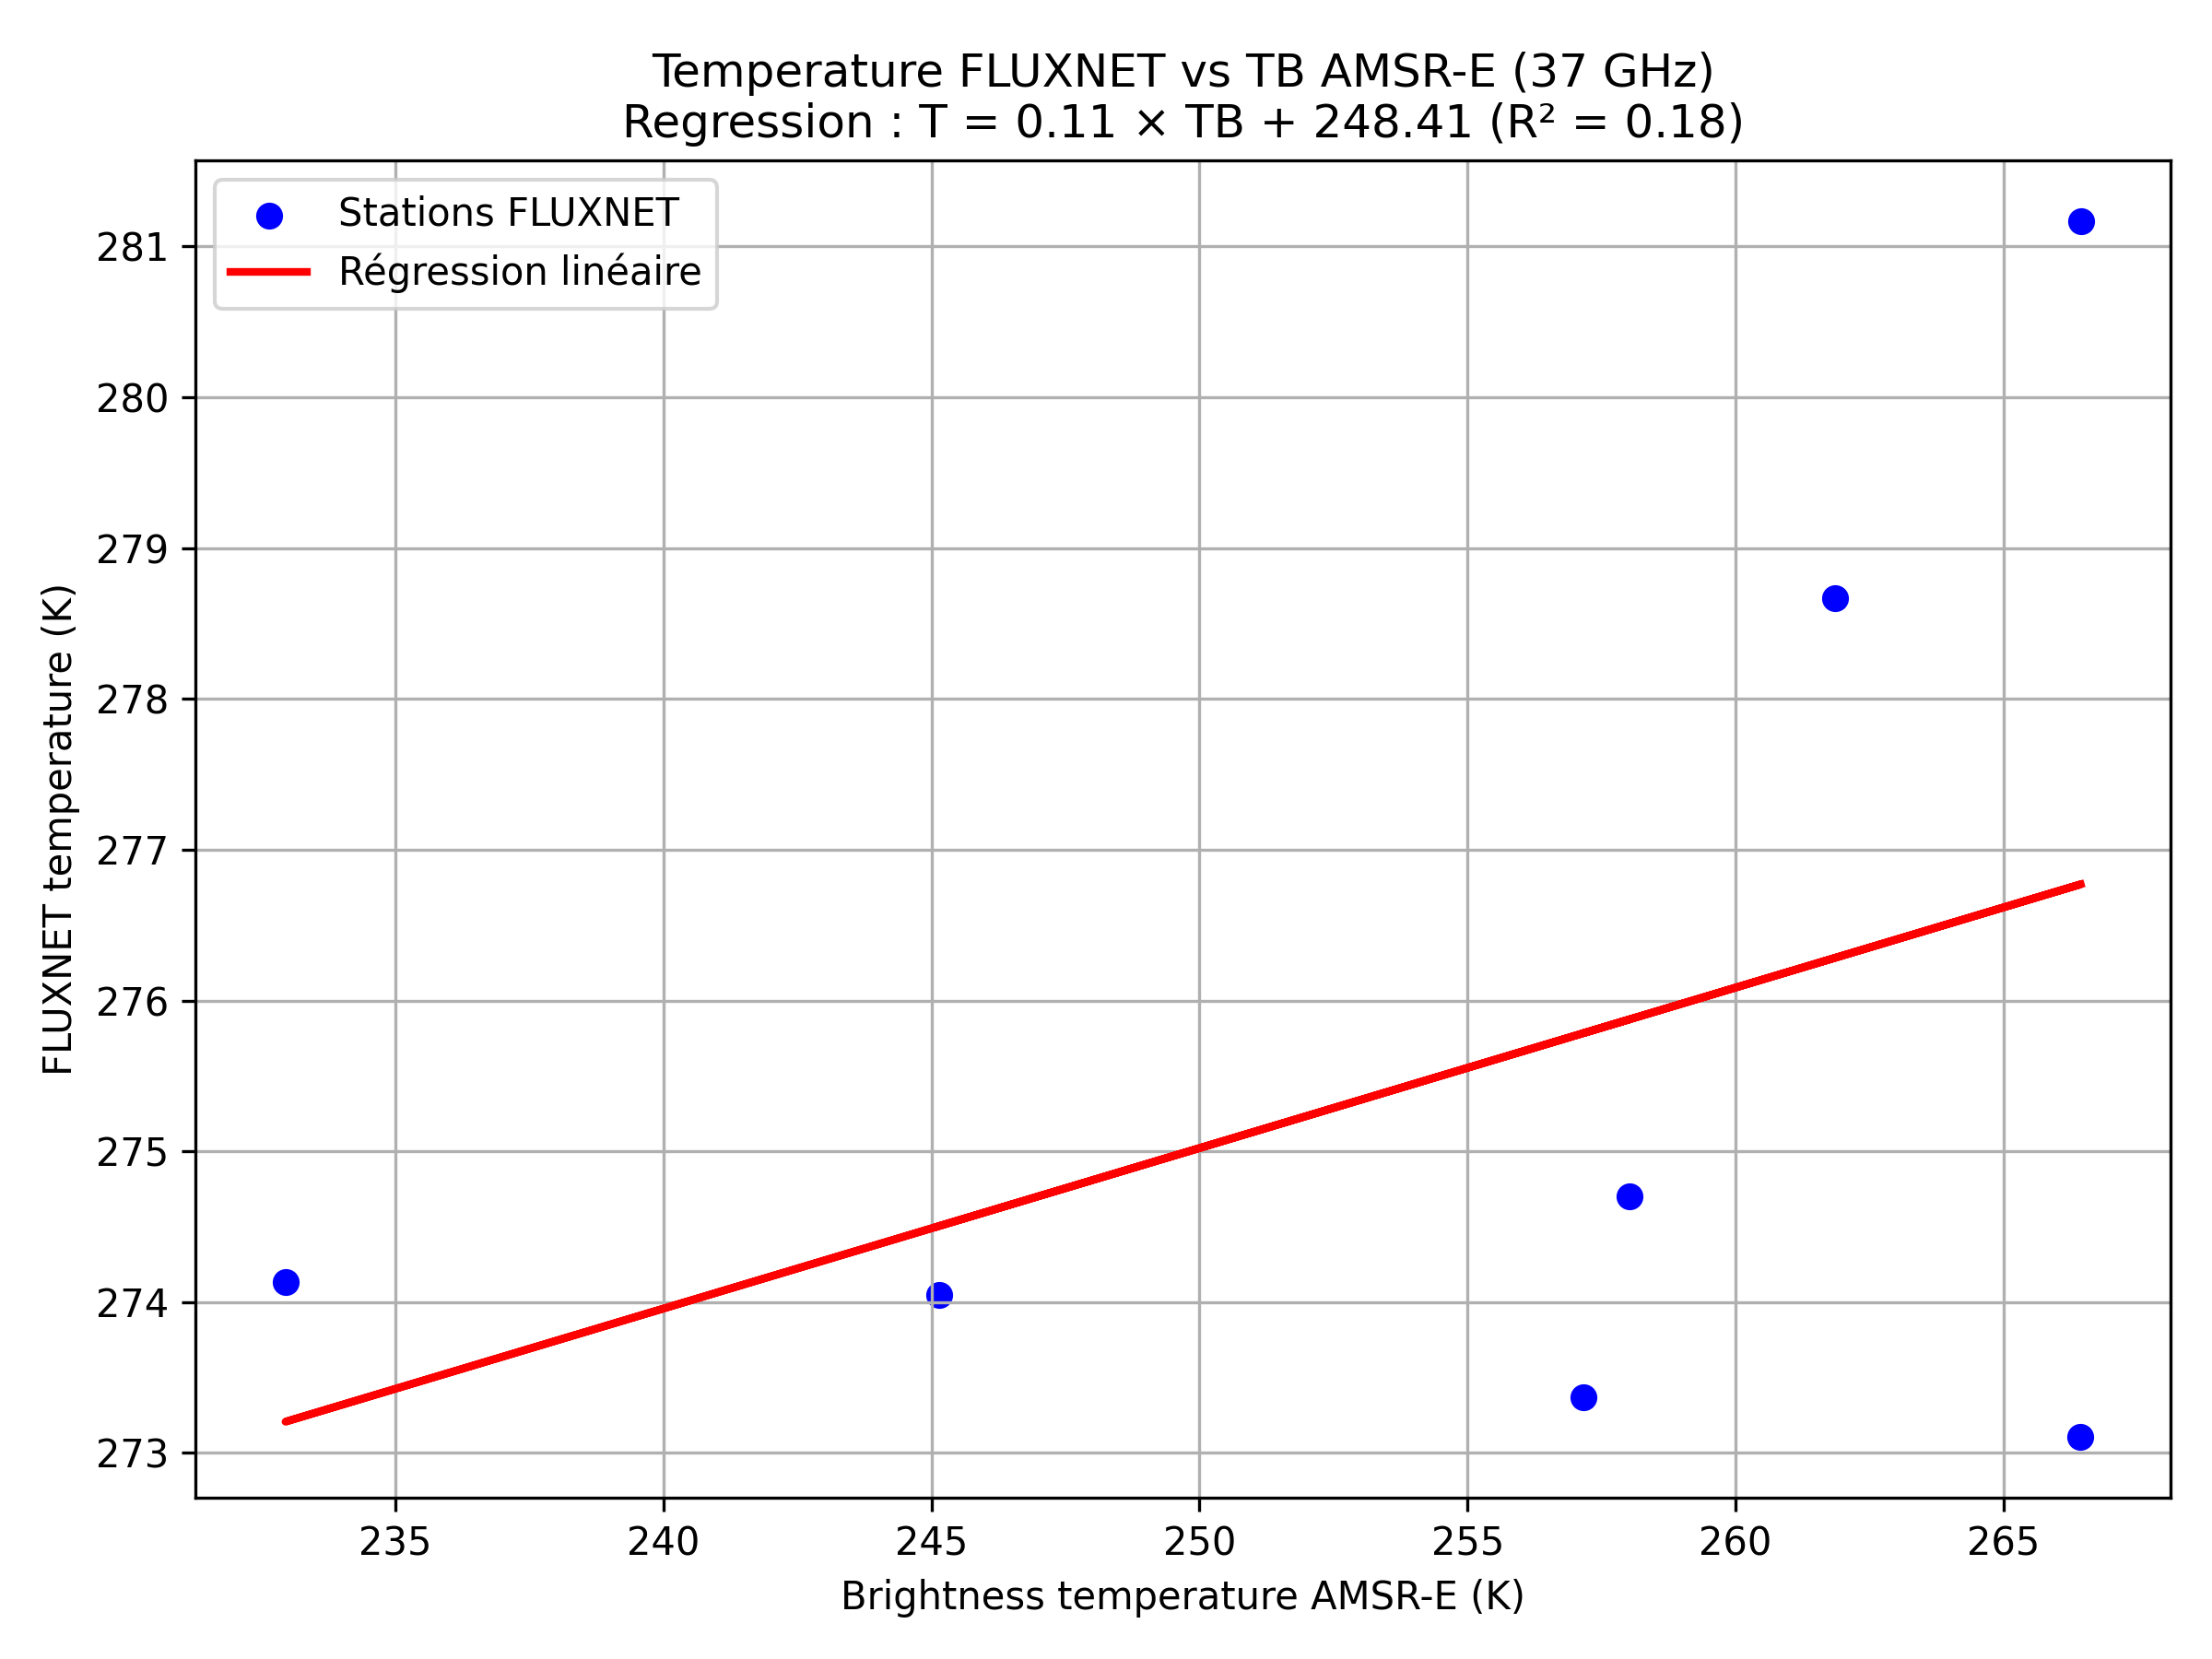 Temperature FLUXNET vs TB AMSR-E (37 GHz)
Regression : T = 0.11 × TB + 248.41 (R² = 0.18)
Stations FLUXNET
Régression linéaire
281
280
279
278
277
276
275
274
273
FLUXNET temperature (K)
235 240 245 250 255 260 265
Brightness temperature AMSR-E (K)